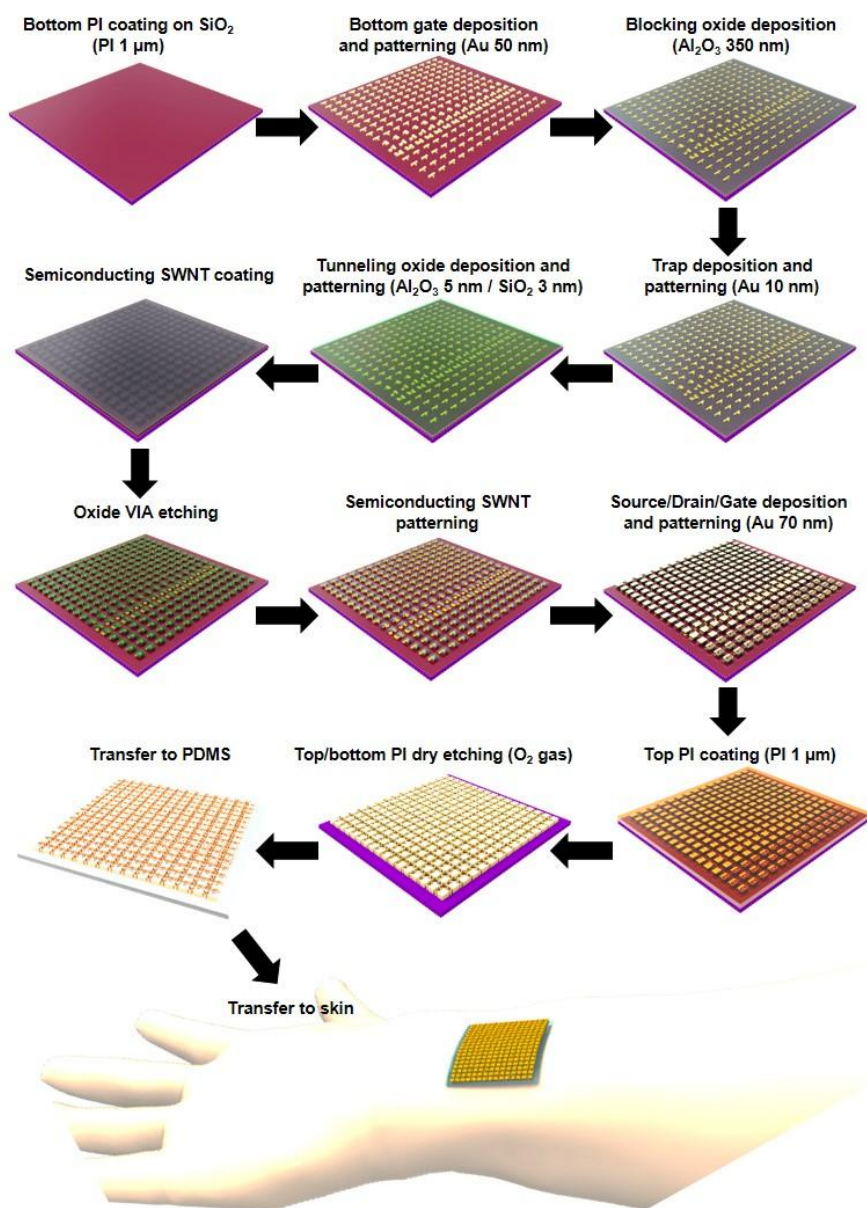 Bottom PI coating on SiO₂
(PI 1 µm)
Bottom gate deposition
and patterning (Au 50 nm)
Blocking oxide deposition
(Al₂O₃ 350 nm)
Trap deposition and
patterning (Au 10 nm)
Tunneling oxide deposition and
patterning (Al₂O₃ 5 nm / SiO₂ 3 nm)
Semiconducting SWNT coating
Oxide VIA etching
Semiconducting SWNT
patterning
Source/Drain/Gate deposition
and patterning (Au 70 nm)
Top PI coating (PI 1 µm)
Top/bottom PI dry etching (O₂ gas)
Transfer to PDMS
Transfer to skin